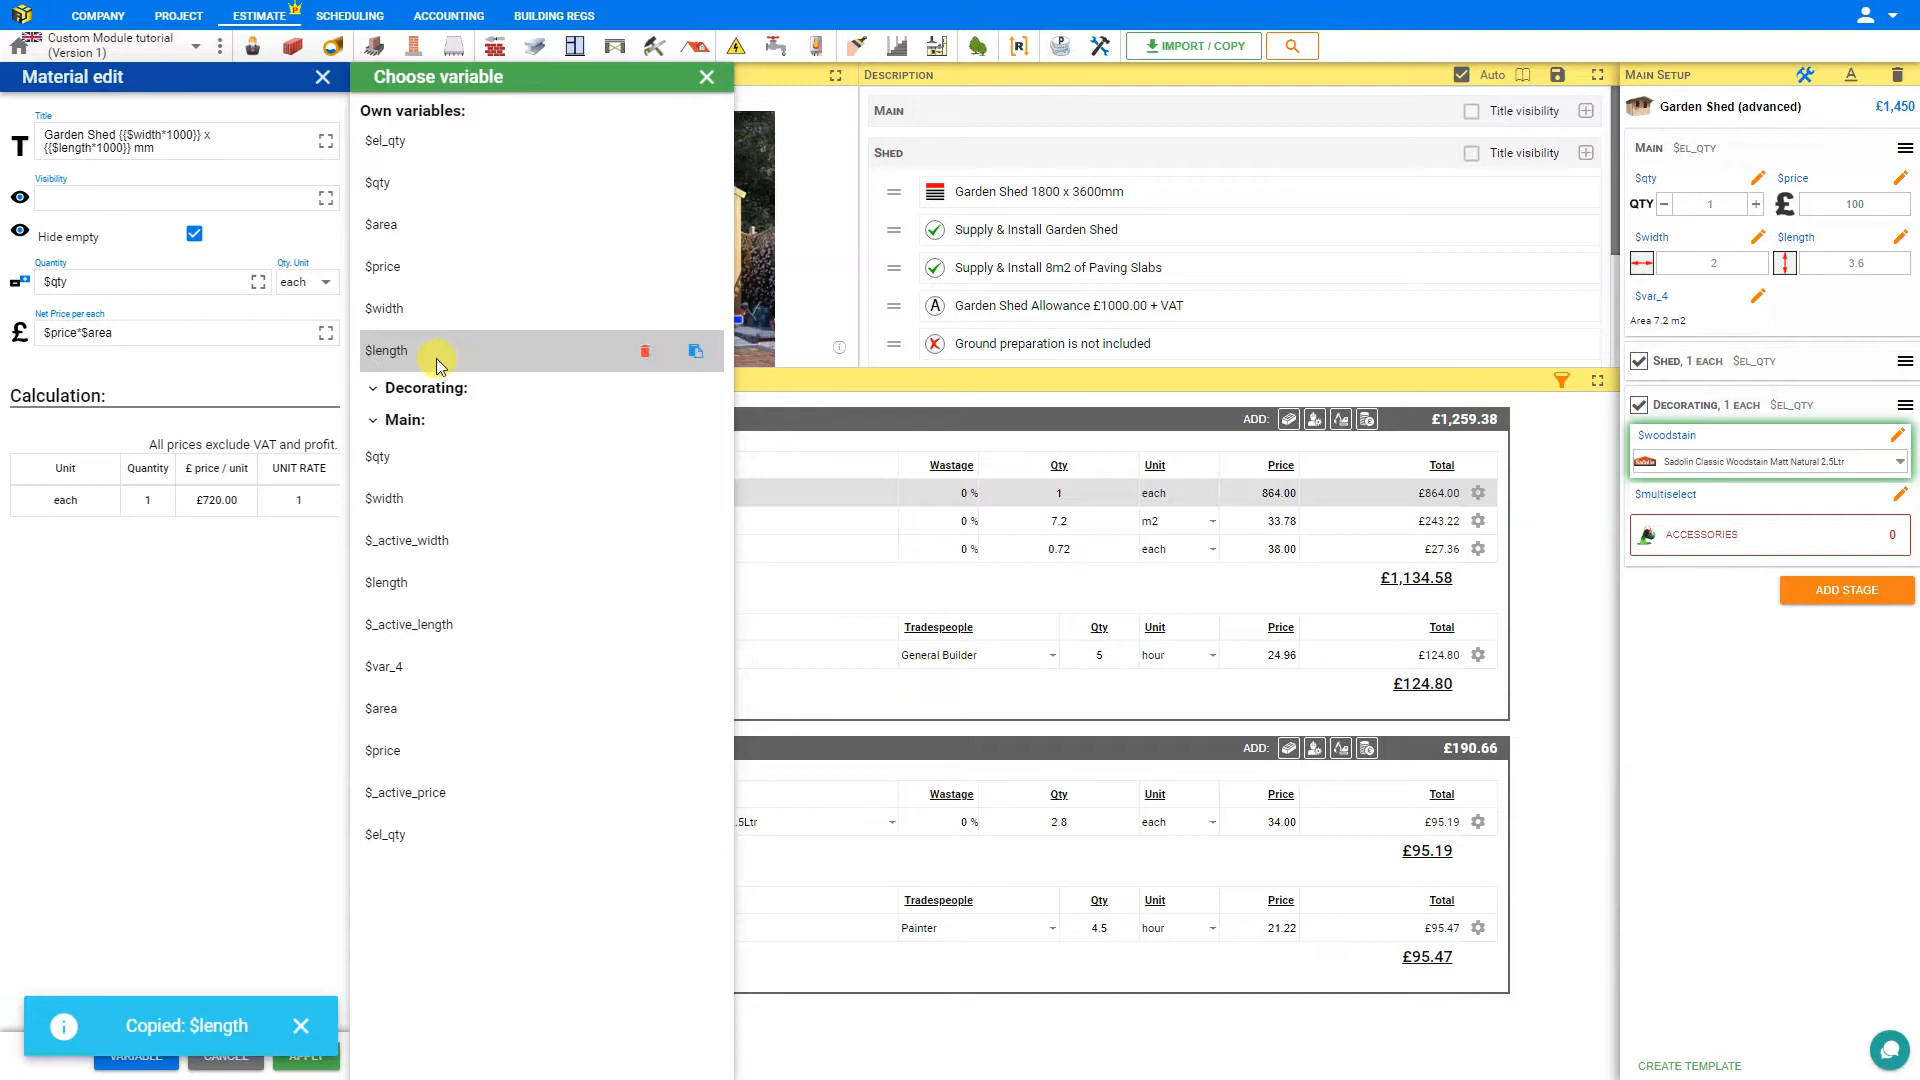 COMPANY PROJECT ESTIMATE SCHEDULING ACCOUNTING BUILDING REGS
Custom Module tutorial
(Version 1)
IMPORT / COPY
Material edit
Title
Garden Shed {{$width*1000}} x
{{$length*1000}} mm
Visibility
Hide empty
Quantity Qty. Unit
$qty each
Net Price per each
£ $price*$area
Calculation:
All prices exclude VAT and profit.
Unit Quantity £ price / unit UNIT RATE
each 1 £720.00 1
Copied: $length
VARIABLE CANCEL APPLY
Choose variable
Own variables:
$el_qty
$qty
$area
$price
$width
$length
Decorating:
Main:
$qty
$width
$_active_width
$length
$_active_length
$var_4
$area
$price
$_active_price
$el_qty
DESCRIPTION Auto
MAIN Title visibility
SHED Title visibility
Garden Shed 1800 x 3600mm
Supply & Install Garden Shed
Supply & Install 8m2 of Paving Slabs
A Garden Shed Allowance £1000.00 + VAT
Ground preparation is not included
ADD: £1,259.38
Wastage Qty Unit Price Total
0 % 1 each 864.00 £864.00
0 % 7.2 m2 33.78 £243.22
0 % 0.72 each 38.00 £27.36
£1,134.58
Tradespeople Qty Unit Price Total
General Builder 5 hour 24.96 £124.80
£124.80
ADD: £190.66
Wastage Qty Unit Price Total
.5Ltr 0 % 2.8 each 34.00 £95.19
£95.19
Tradespeople Qty Unit Price Total
Painter 4.5 hour 21.22 £95.47
£95.47
MAIN SETUP
Garden Shed (advanced) £1,450
MAIN $EL_QTY
$qty $price
QTY 1 £ 100
$width $length
2 3.6
$var_4
Area 7.2 m2
SHED, 1 EACH $EL_QTY
DECORATING, 1 EACH $EL_QTY
$woodstain
Sadolin Classic Woodstain Matt Natural 2.5Ltr
$multiselect
ACCESSORIES 0
ADD STAGE
CREATE TEMPLATE